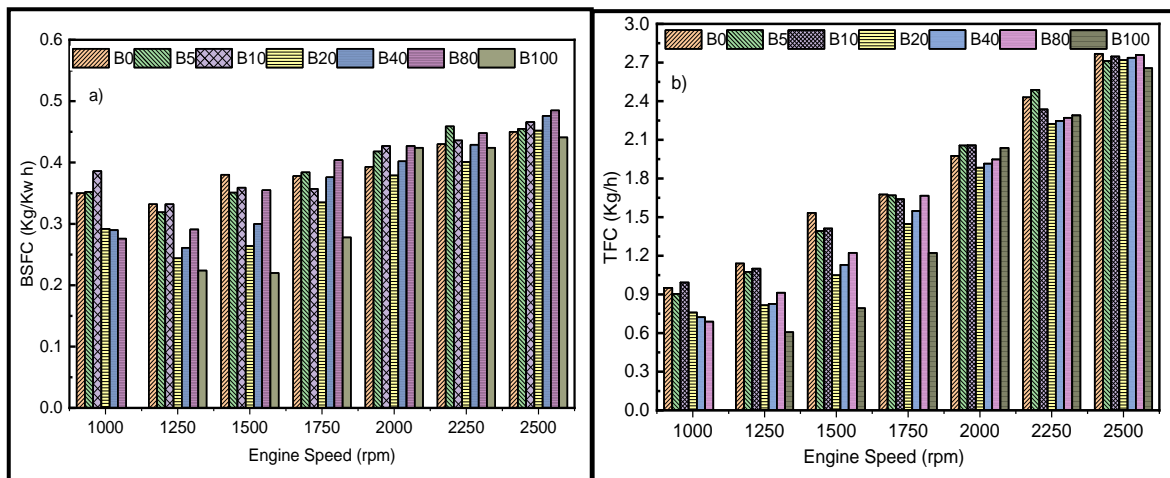 0.6
B0 B5 B10 B20 B40 B80 B100
a)
0.5
0.4
0.3
0.2
0.1
0.0
BSFC (Kg/Kw h)
1000 1250 1500 1750 2000 2250 2500
Engine Speed (rpm)
3.0
B0 B5 B10 B20 B40 B80 B100
2.7
b)
2.4
2.1
1.8
1.5
1.2
0.9
0.6
0.3
0.0
TFC (Kg/h)
1000 1250 1500 1750 2000 2250 2500
Engine Speed (rpm)